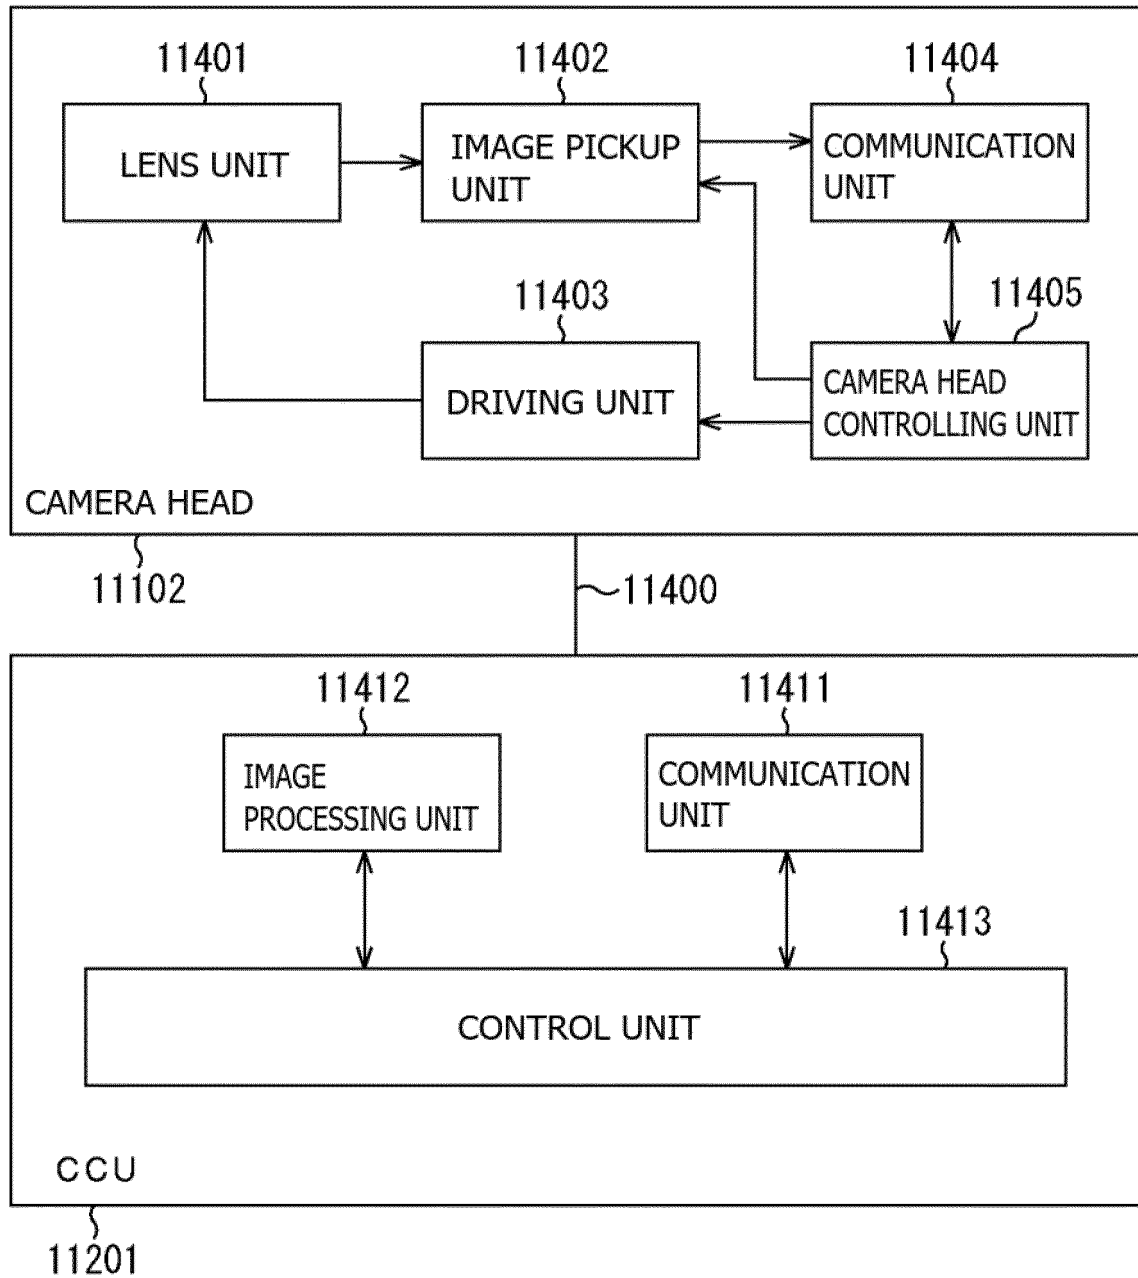 11401
11402
11404
LENS UNIT
IMAGE PICKUP
UNIT
COMMUNICATION
UNIT
11403
11405
DRIVING UNIT
CAMERA HEAD
CONTROLLING UNIT
CAMERA HEAD
11102
11400
11412
11411
IMAGE
PROCESSING UNIT
COMMUNICATION
UNIT
11413
CONTROL UNIT
CCU
11201